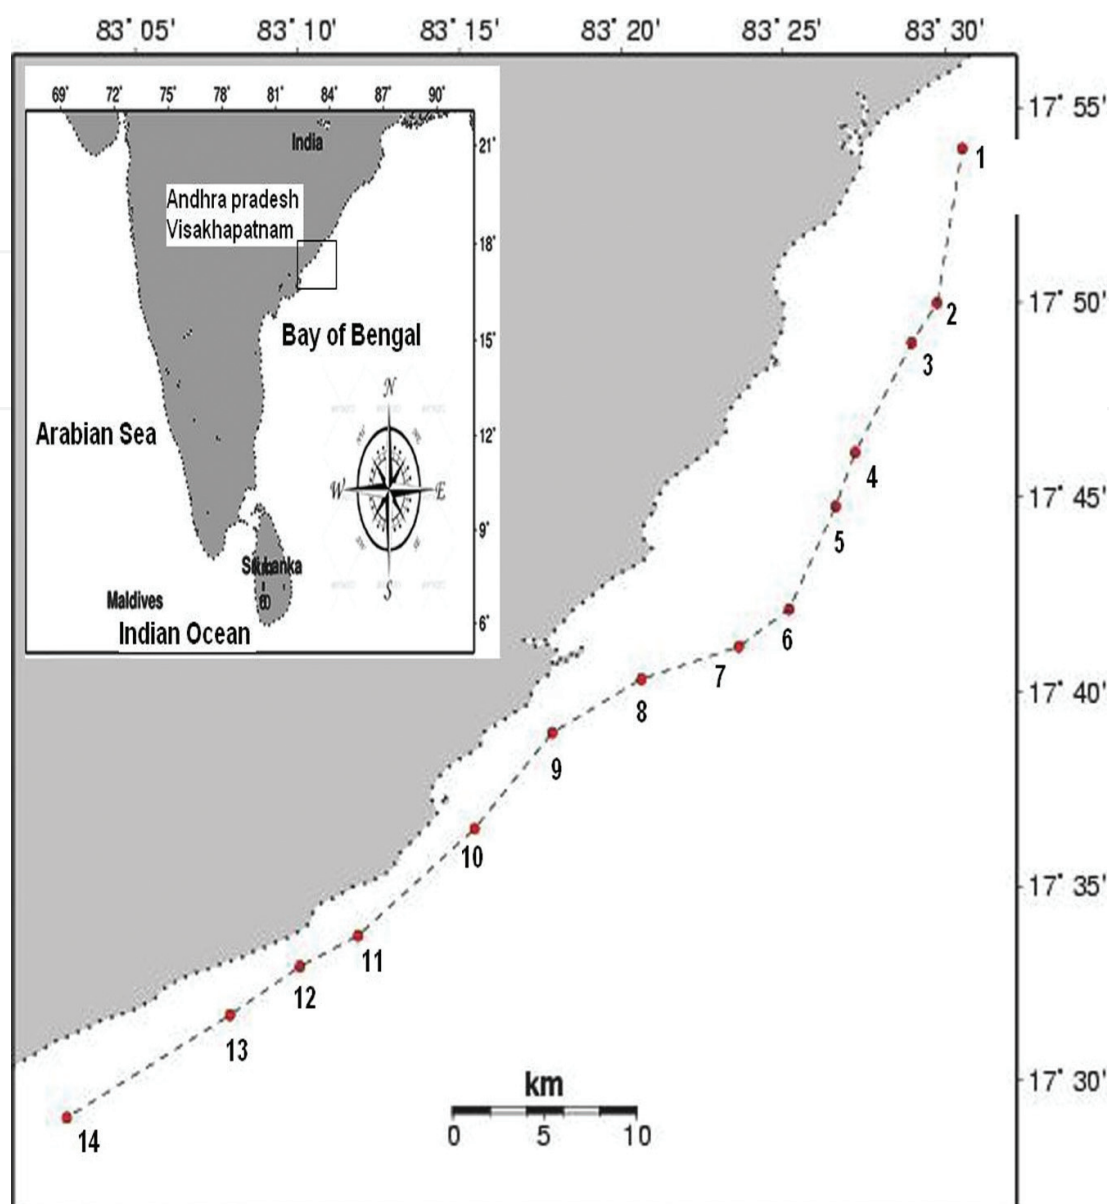 83° 05' 83° 10' 83° 15' 83° 20' 83° 25' 83° 30'
69° 72° 75° 78° 81° 84° 87° 90°
India
Andhra pradesh
Visakhapatnam
Bay of Bengal
Arabian Sea
Maldives
Indian Ocean
21°
18°
15°
12°
9°
6°
N
W E
S
17° 55'
17° 50'
17° 45'
17° 40'
17° 35'
17° 30'
1
2
3
4
5
6
7
8
9
10
11
12
13
14
km
0 5 10